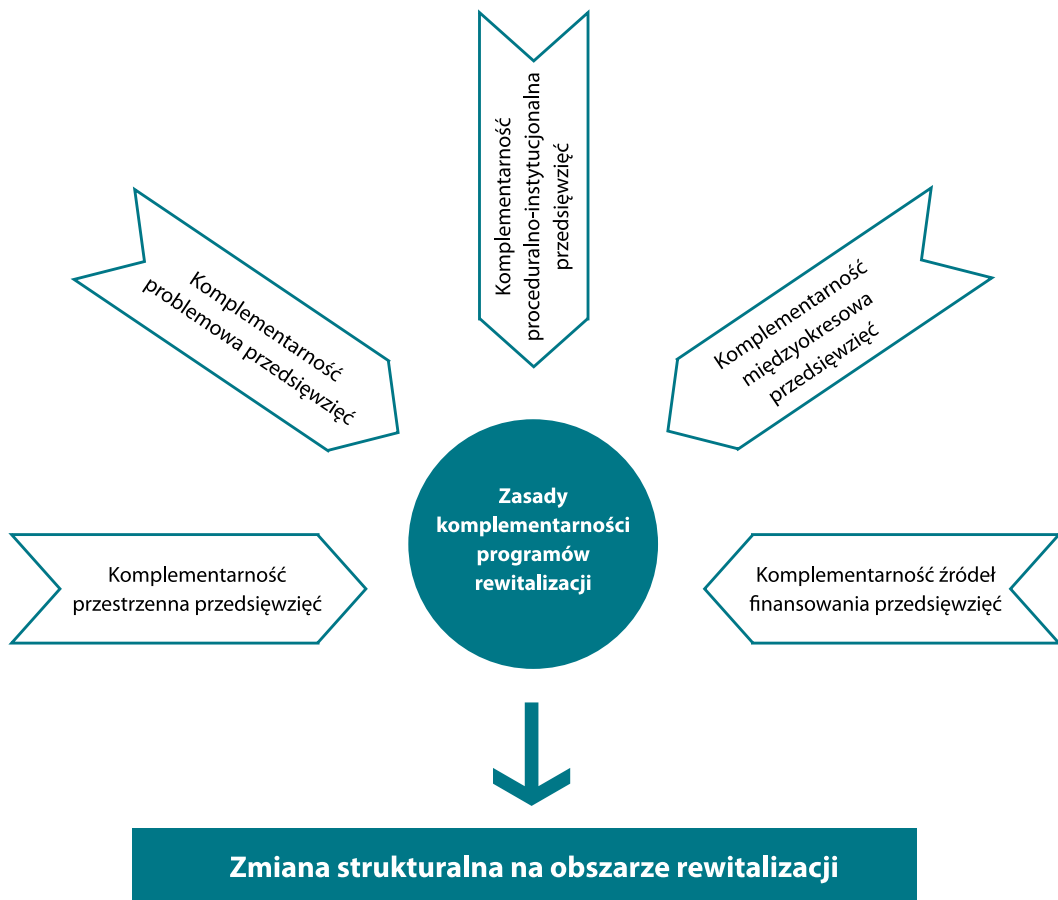 Komplementarność
proceduralno-instytucjonalna
przedsięwzięć
Komplementarność
problemowa przedsięwzięć
Komplementarność
międzyokresowa
przedsięwzięć
Komplementarność
przestrzenna przedsięwzięć
Zasady
komplementarności
programów
rewitalizacji
Komplementarność źródeł
finansowania przedsięwzięć
Zmiana strukturalna na obszarze rewitalizacji